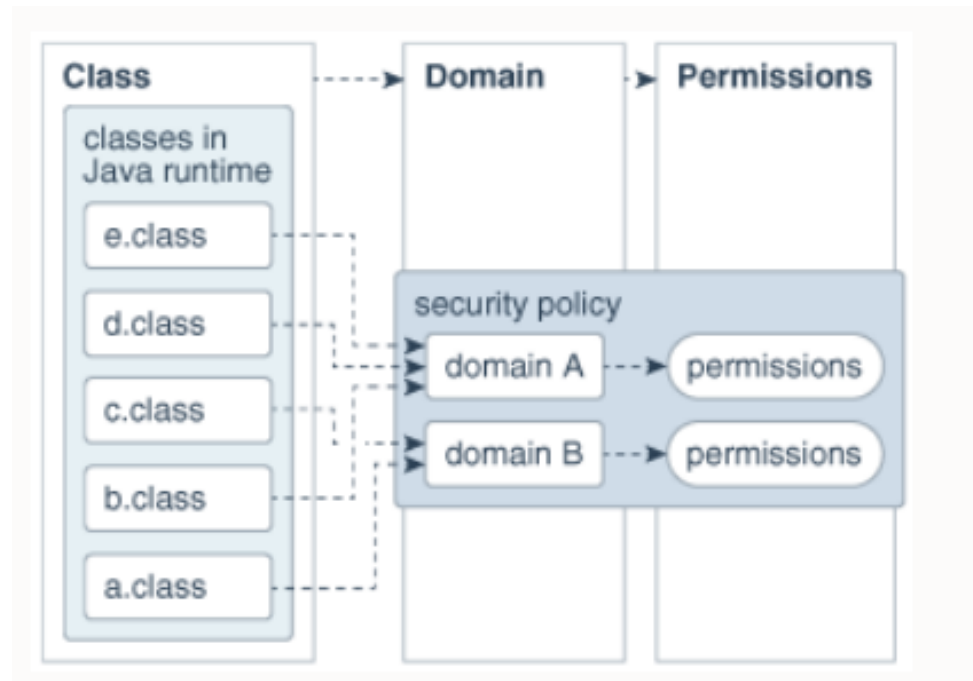 Class
Domain
Permissions
classes in
Java runtime
e.class
d.class
c.class
b.class
a.class
security policy
domain A
permissions
domain B
permissions